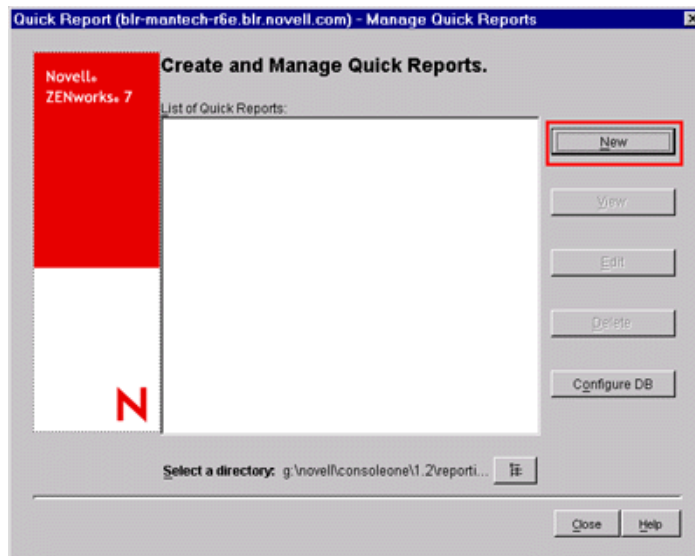 Quick Report (blr-mantech-r6e.blr.novell.com) - Manage Quick Reports
Novell®
ZENworks® 7
Create and Manage Quick Reports.
List of Quick Reports:
New
View
Edit
Delete
Configure DB
N
Select a directory: g:\novell\consoleone\1.2\reporti...
Close
Help